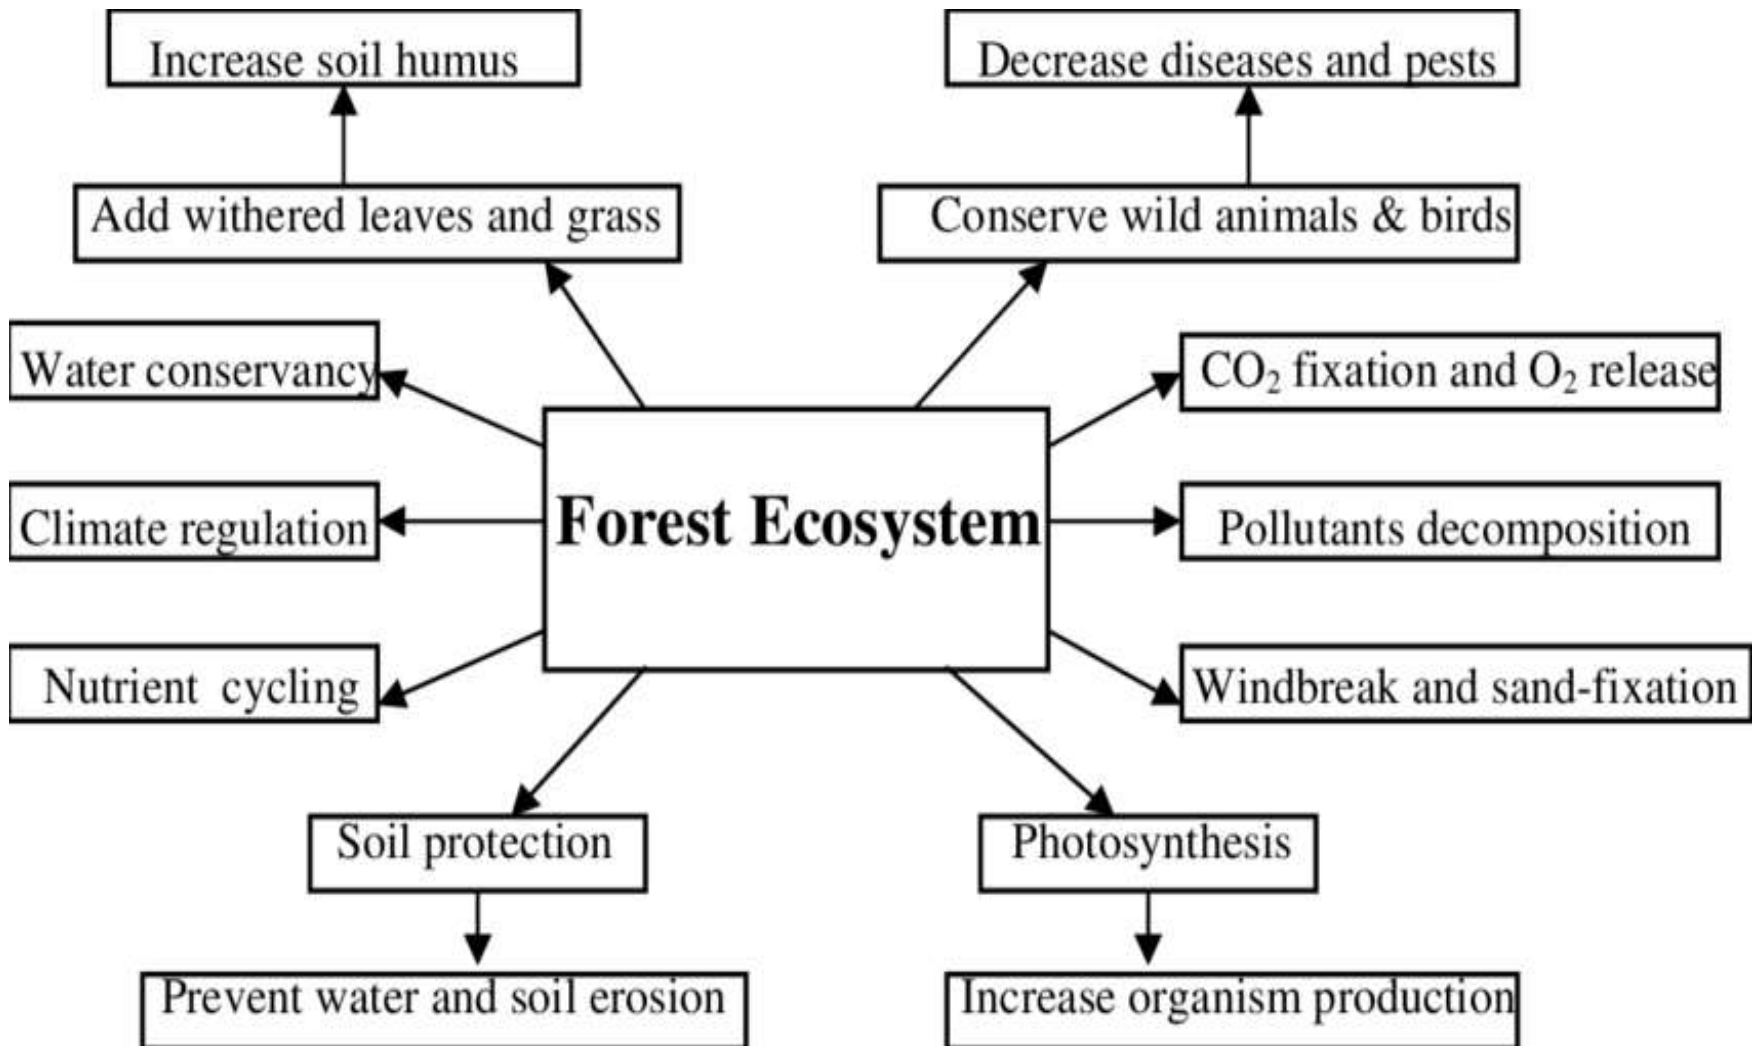 Increase soil humus
Decrease diseases and pests
Add withered leaves and grass
Conserve wild animals & birds
Water conservancy
CO₂ fixation and O₂ release
Forest Ecosystem
Climate regulation
Pollutants decomposition
Nutrient cycling
Windbreak and sand-fixation
Soil protection
Photosynthesis
Prevent water and soil erosion
Increase organism production